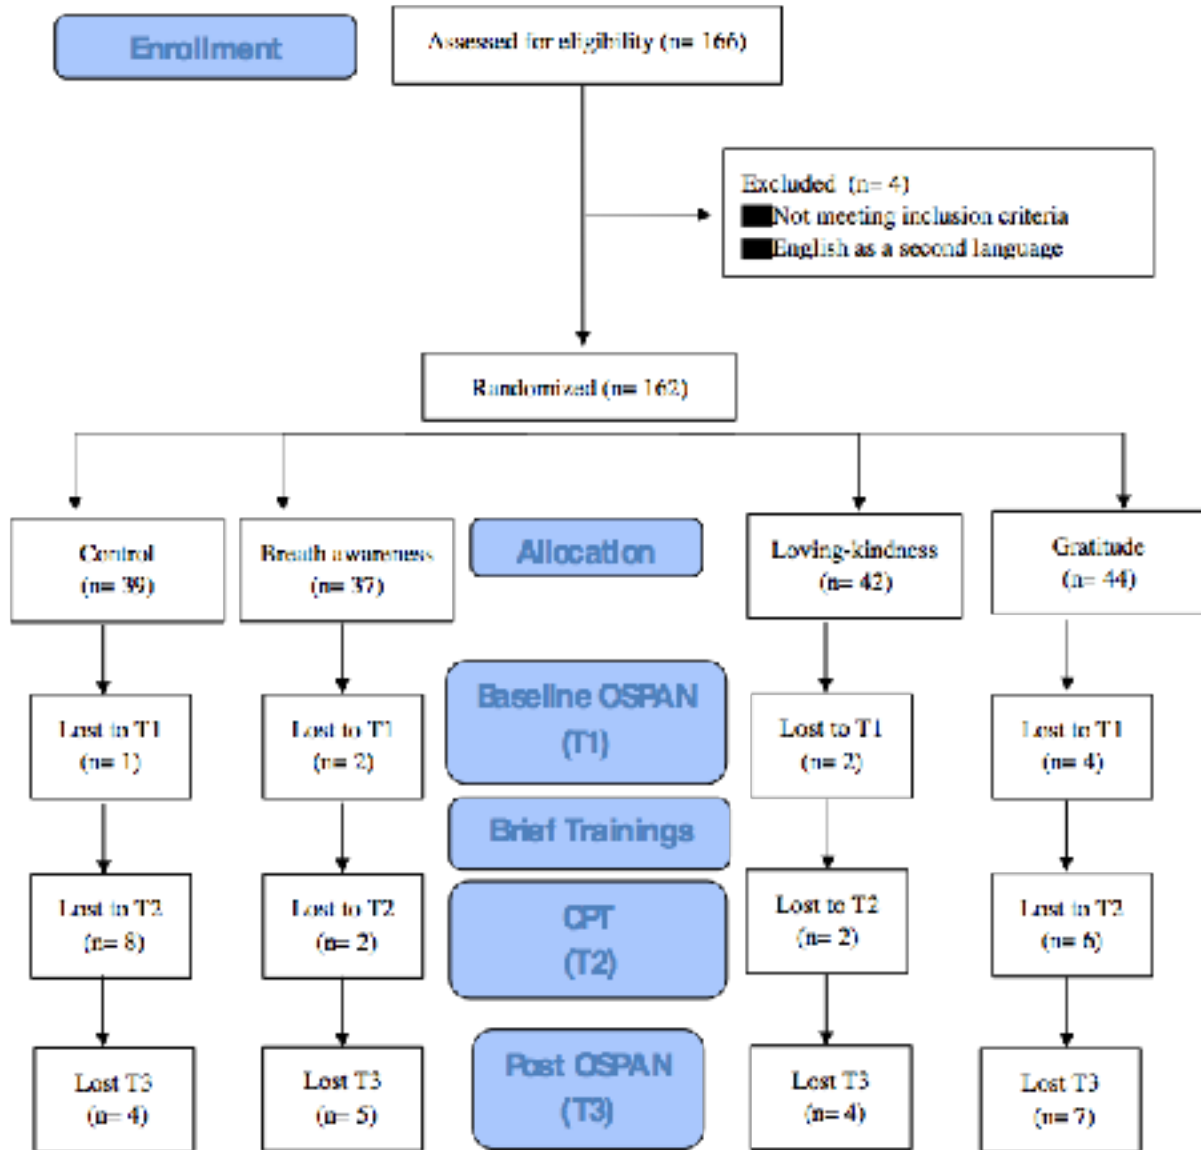 Enrollment
Assessed for eligibility (n= 166)
Excluded (n= 4)
Not meeting inclusion criteria
English as a second language
Randomized (n= 162)
Control
(n= 39)
Breath awareness
(n= 37)
Allocation
Loving-kindness
(n= 42)
Gratitude
(n= 44)
Lost to T1
(n= 1)
Lost to T1
(n= 2)
Baseline OSPAN
(T1)
Lost to T1
(n= 2)
Lost to T1
(n= 4)
Brief Trainings
Lost to T2
(n= 8)
Lost to T2
(n= 2)
CPT
(T2)
Lost to T2
(n= 2)
Lost to T2
(n= 6)
Lost T3
(n= 4)
Lost T3
(n= 5)
Post OSPAN
(T3)
Lost T3
(n= 4)
Lost T3
(n= 7)